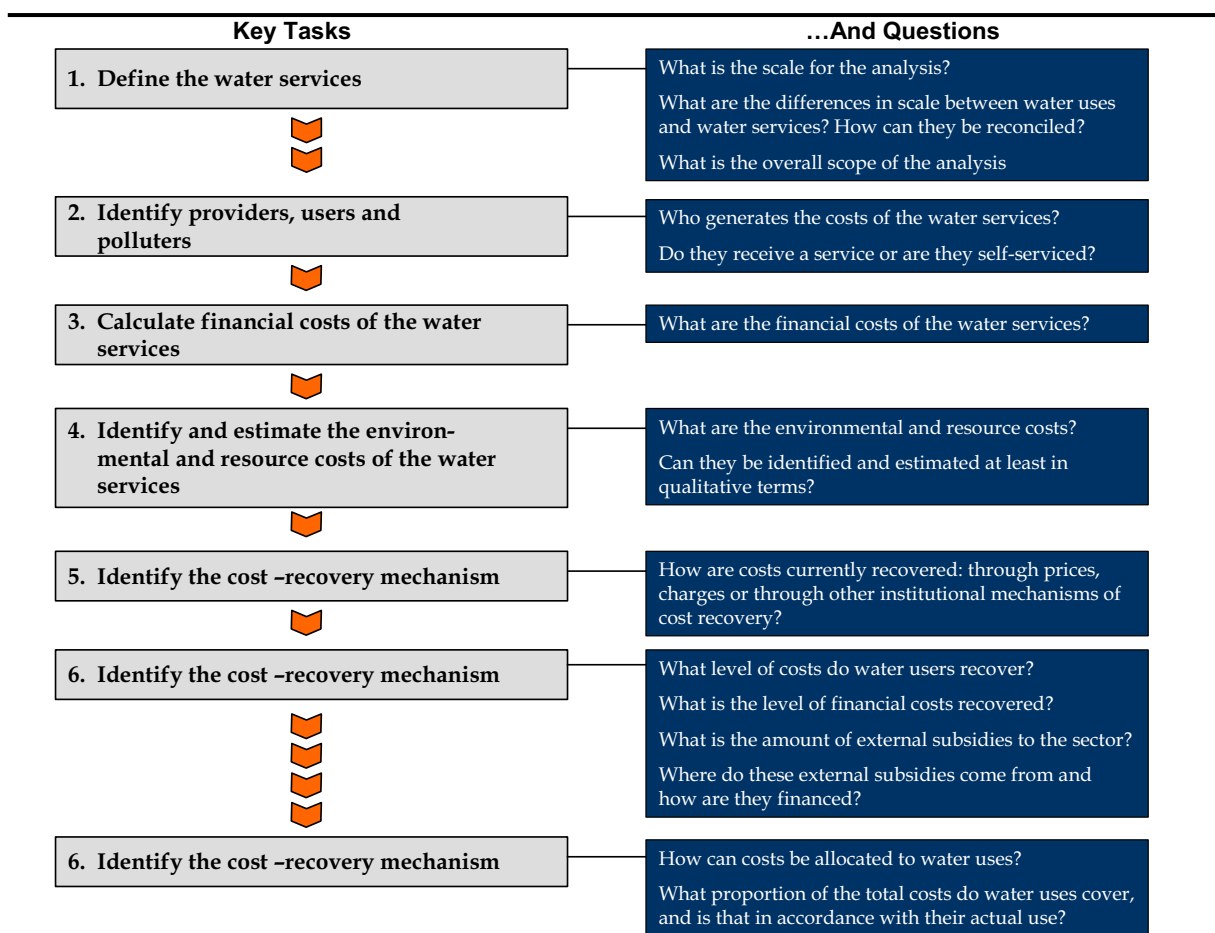 Key Tasks
…And Questions
1. Define the water services
What is the scale for the analysis?
What are the differences in scale between water uses
and water services? How can they be reconciled?
What is the overall scope of the analysis
2. Identify providers, users and
polluters
Who generates the costs of the water services?
Do they receive a service or are they self-serviced?
3. Calculate financial costs of the water
services
What are the financial costs of the water services?
4. Identify and estimate the environ-
mental and resource costs of the water
services
What are the environmental and resource costs?
Can they be identified and estimated at least in
qualitative terms?
5. Identify the cost –recovery mechanism
How are costs currently recovered: through prices,
charges or through other institutional mechanisms of
cost recovery?
6. Identify the cost –recovery mechanism
What level of costs do water users recover?
What is the level of financial costs recovered?
What is the amount of external subsidies to the sector?
Where do these external subsidies come from and
how are they financed?
6. Identify the cost –recovery mechanism
How can costs be allocated to water uses?
What proportion of the total costs do water uses cover,
and is that in accordance with their actual use?